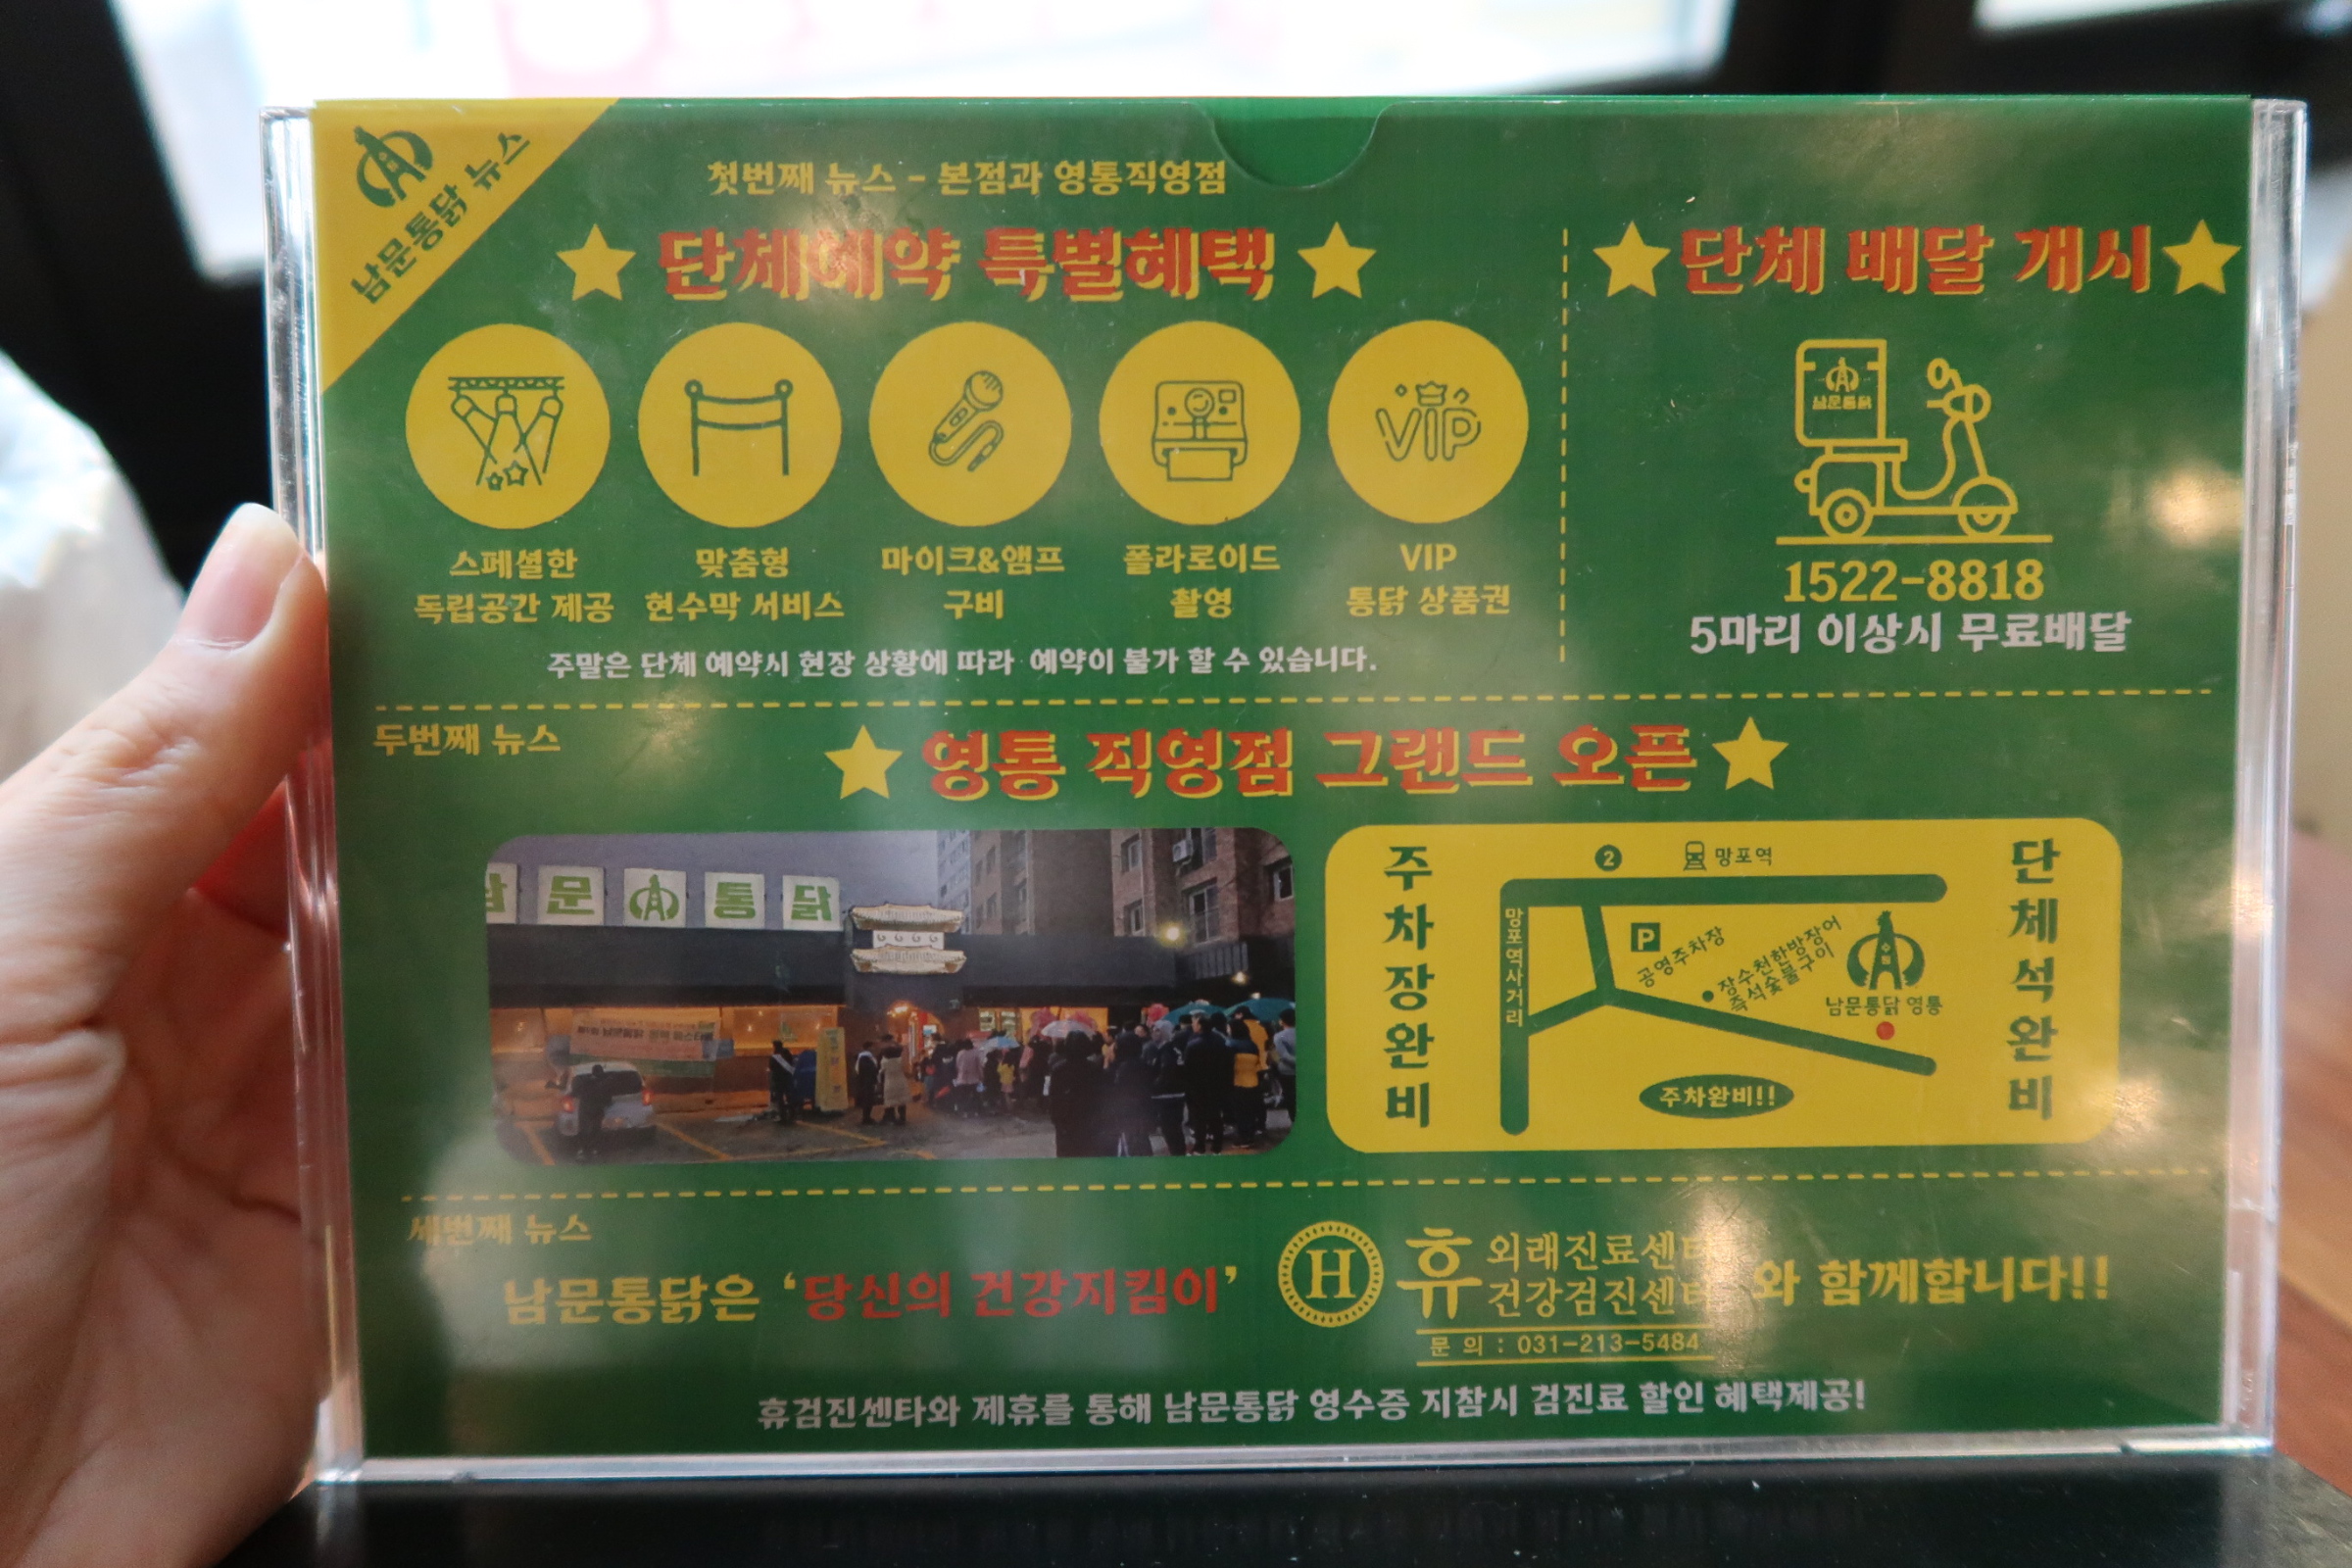 남문통닭 뉴스
첫번째 뉴스 - 본점과 영통직영점
단체예약 특별혜택
스페셜한
독립공간 제공
맞춤형
현수막 서비스
마이크&앰프
구비
폴라로이드
촬영
VIP
VIP
통닭 상품권
주말은 단체 예약시 현장 상황에 따라 예약이 불가 할 수 있습니다.
단체 배달 개시
남문통닭
1522-8818
5마리 이상시 무료배달
두번째 뉴스
영통 직영점 그랜드 오픈
남문통닭
주차장완비
2 망포역
망포역사거리
P
공영주차장
장수천한방장어
즉석숯불구이
수원
남문통닭 영통
주차완비!!
단체석완비
세번째 뉴스
남문통닭은 '당신의 건강지킴이'
H 휴 외래진료센터
건강검진센터
와 함께합니다!!
문 의 : 031-213-5484
휴검진센타와 제휴를 통해 남문통닭 영수증 지참시 검진료 할인 혜택제공!